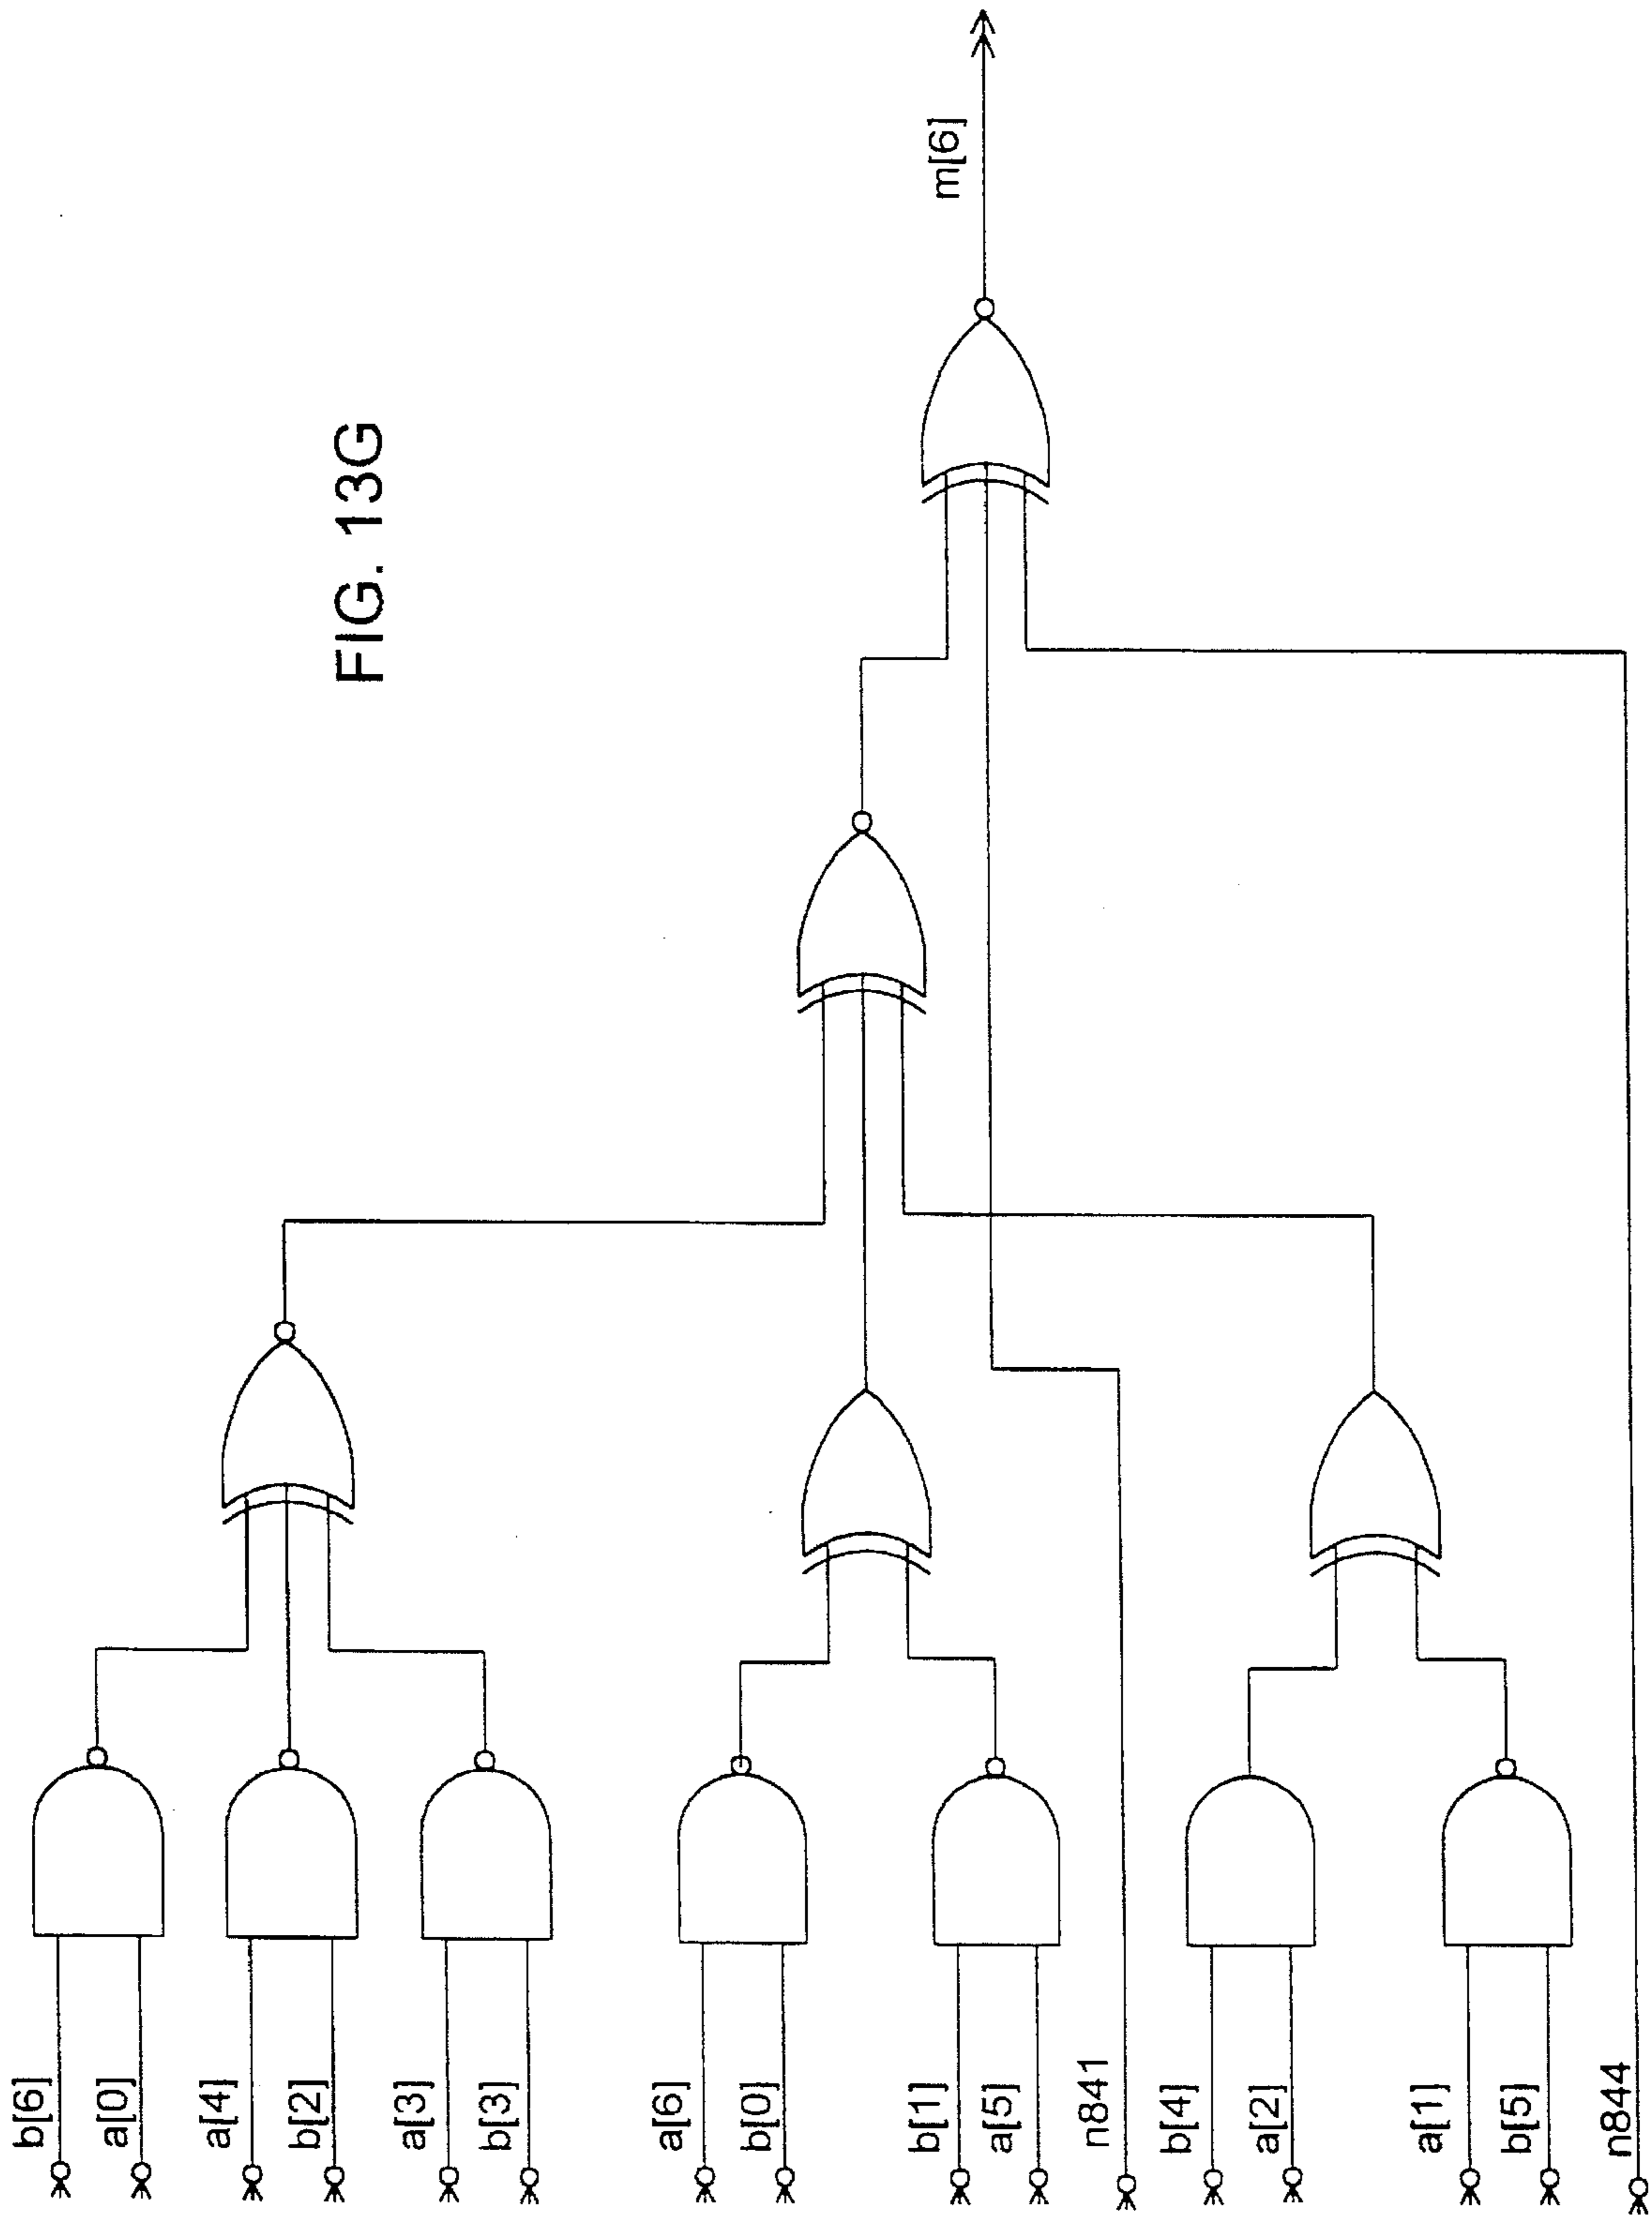 FIG. 13G
b[6]
a[0]
a[4]
b[2]
a[3]
b[3]
a[6]
b[0]
b[1]
a[5]
n841
b[4]
a[2]
a[1]
b[5]
n844
m[6]